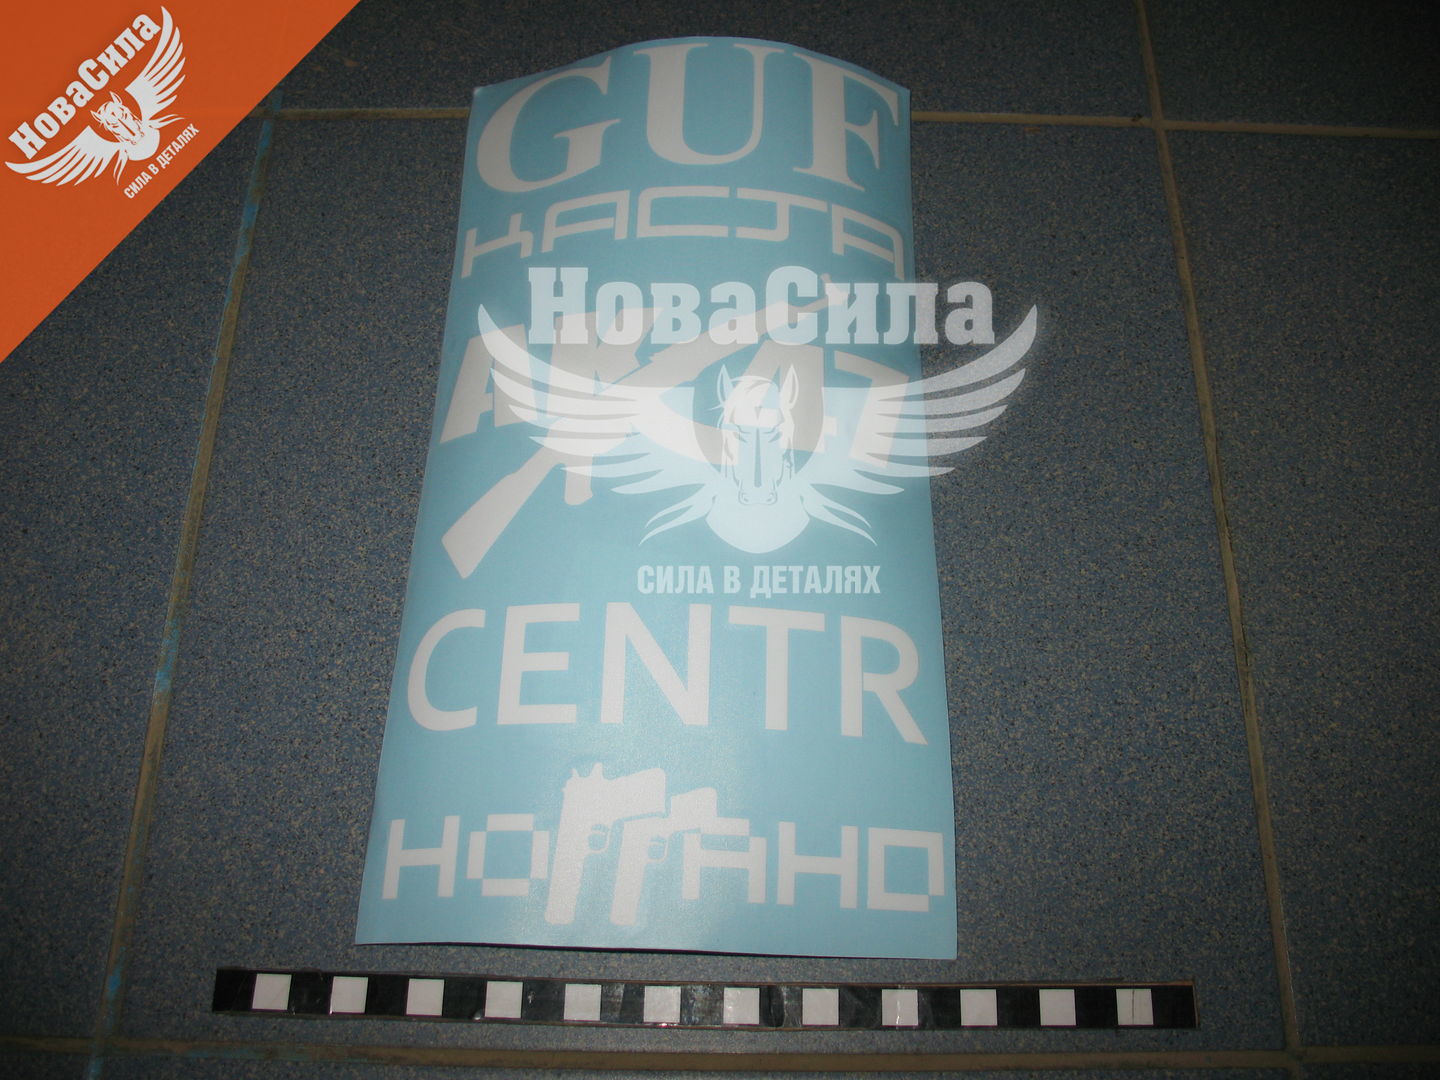 НоваСила
СИЛА В ДЕТАЛЯХ
GUF
КАСТА
НоваСила
АК 47
СИЛА В ДЕТАЛЯХ
CENTR
НОГГАНО